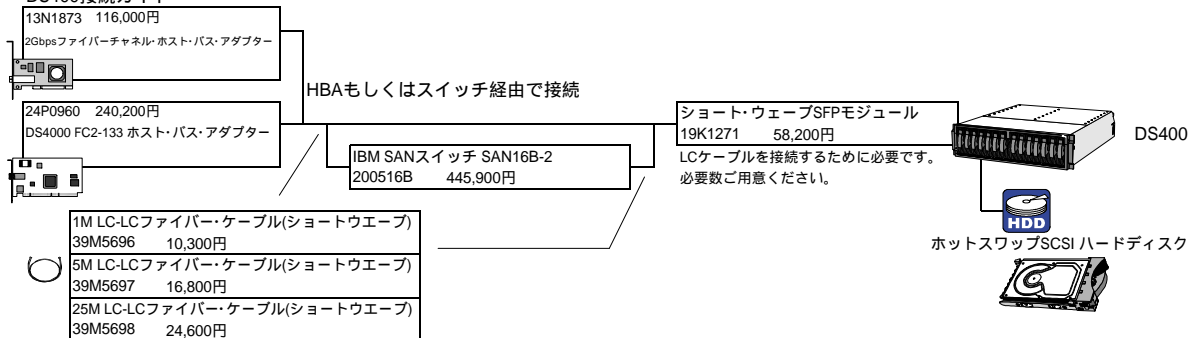 13N1873 116,000円
2Gbpsファイバーチャネル・ホスト・バス・アダプター
HBAもしくはスイッチ経由で接続
24P0960 240,200円
DS4000 FC2-133 ホスト・バス・アダプター
IBM SANスイッチ SAN16B-2
200516B 445,900円
ショート・ウェーブSFPモジュール
19K1271 58,200円
LCケーブルを接続するために必要です。
必要数ご用意ください。
DS400
HDD
ホットスワップSCSI ハードディスク
1M LC-LCファイバー・ケーブル(ショートウエーブ)
39M5696 10,300円
5M LC-LCファイバー・ケーブル(ショートウエーブ)
39M5697 16,800円
25M LC-LCファイバー・ケーブル(ショートウエーブ)
39M5698 24,600円